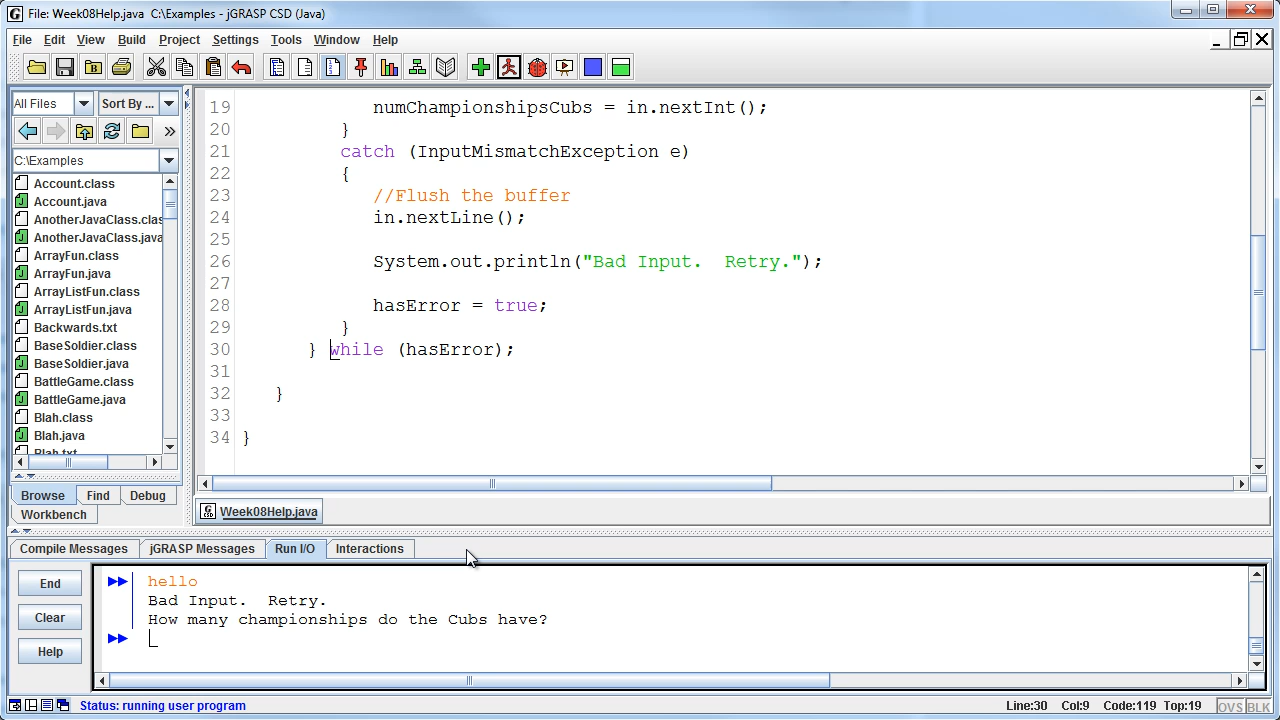 File: Week08Help.java  C:\Examples - jGRASP CSD (Java)
File Edit View Build Project Settings Tools Window Help
All Files Sort By ...
C:\Examples
Account.class
Account.java
AnotherJavaClass.clas
AnotherJavaClass.java
ArrayFun.class
ArrayFun.java
ArrayListFun.class
ArrayListFun.java
Backwards.txt
BaseSoldier.class
BaseSoldier.java
BattleGame.class
BattleGame.java
Blah.class
Blah.java
Blah.txt
Browse Find Debug
Workbench
19 numChampionshipsCubs = in.nextInt();
20 }
21 catch (InputMismatchException e)
22 {
23 //Flush the buffer
24 in.nextLine();
25
26 System.out.println("Bad Input.  Retry.");
27
28 hasError = true;
29 }
30 } while (hasError);
31
32 }
33
34 }
Week08Help.java
Compile Messages jGRASP Messages Run I/O Interactions
End
Clear
Help
hello
Bad Input.  Retry.
How many championships do the Cubs have?
Status: running user program Line:30 Col:9 Code:119 Top:19 OVS BLK